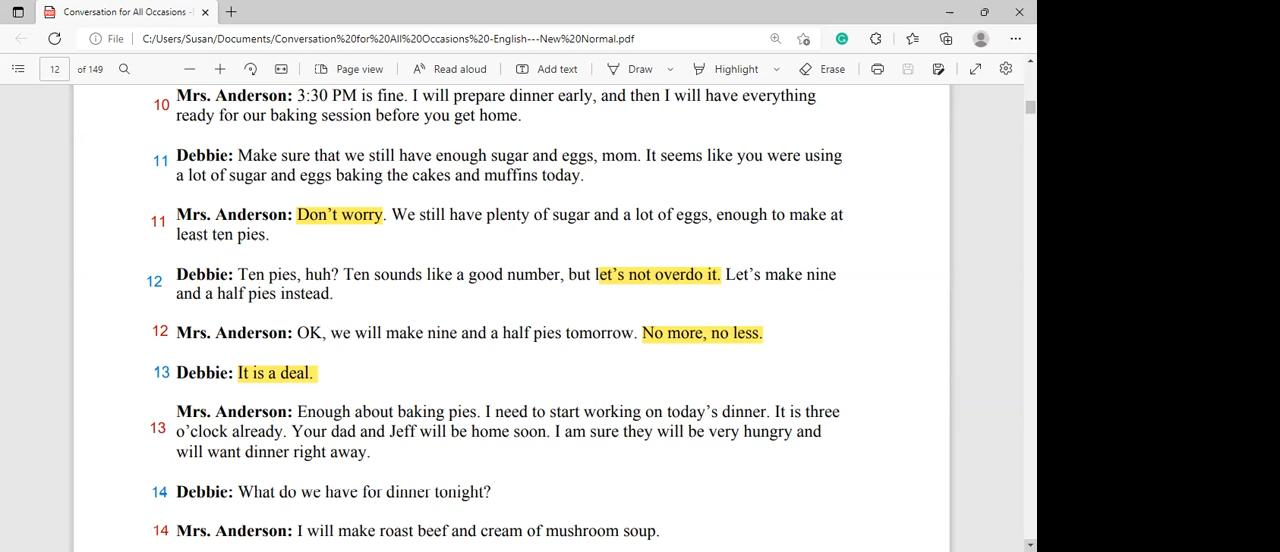 Conversation for All Occasions -
File C:/Users/Susan/Documents/Conversation%20for%20All%20Occasions%20-English---New%20Normal.pdf
12 of 149 Page view Read aloud Add text Draw Highlight Erase
10 Mrs. Anderson: 3:30 PM is fine. I will prepare dinner early, and then I will have everything
ready for our baking session before you get home.
11 Debbie: Make sure that we still have enough sugar and eggs, mom. It seems like you were using
a lot of sugar and eggs baking the cakes and muffins today.
11 Mrs. Anderson: Don’t worry. We still have plenty of sugar and a lot of eggs, enough to make at
least ten pies.
12 Debbie: Ten pies, huh? Ten sounds like a good number, but let’s not overdo it. Let’s make nine
and a half pies instead.
12 Mrs. Anderson: OK, we will make nine and a half pies tomorrow. No more, no less.
13 Debbie: It is a deal.
Mrs. Anderson: Enough about baking pies. I need to start working on today’s dinner. It is three
13 o’clock already. Your dad and Jeff will be home soon. I am sure they will be very hungry and
will want dinner right away.
14 Debbie: What do we have for dinner tonight?
14 Mrs. Anderson: I will make roast beef and cream of mushroom soup.